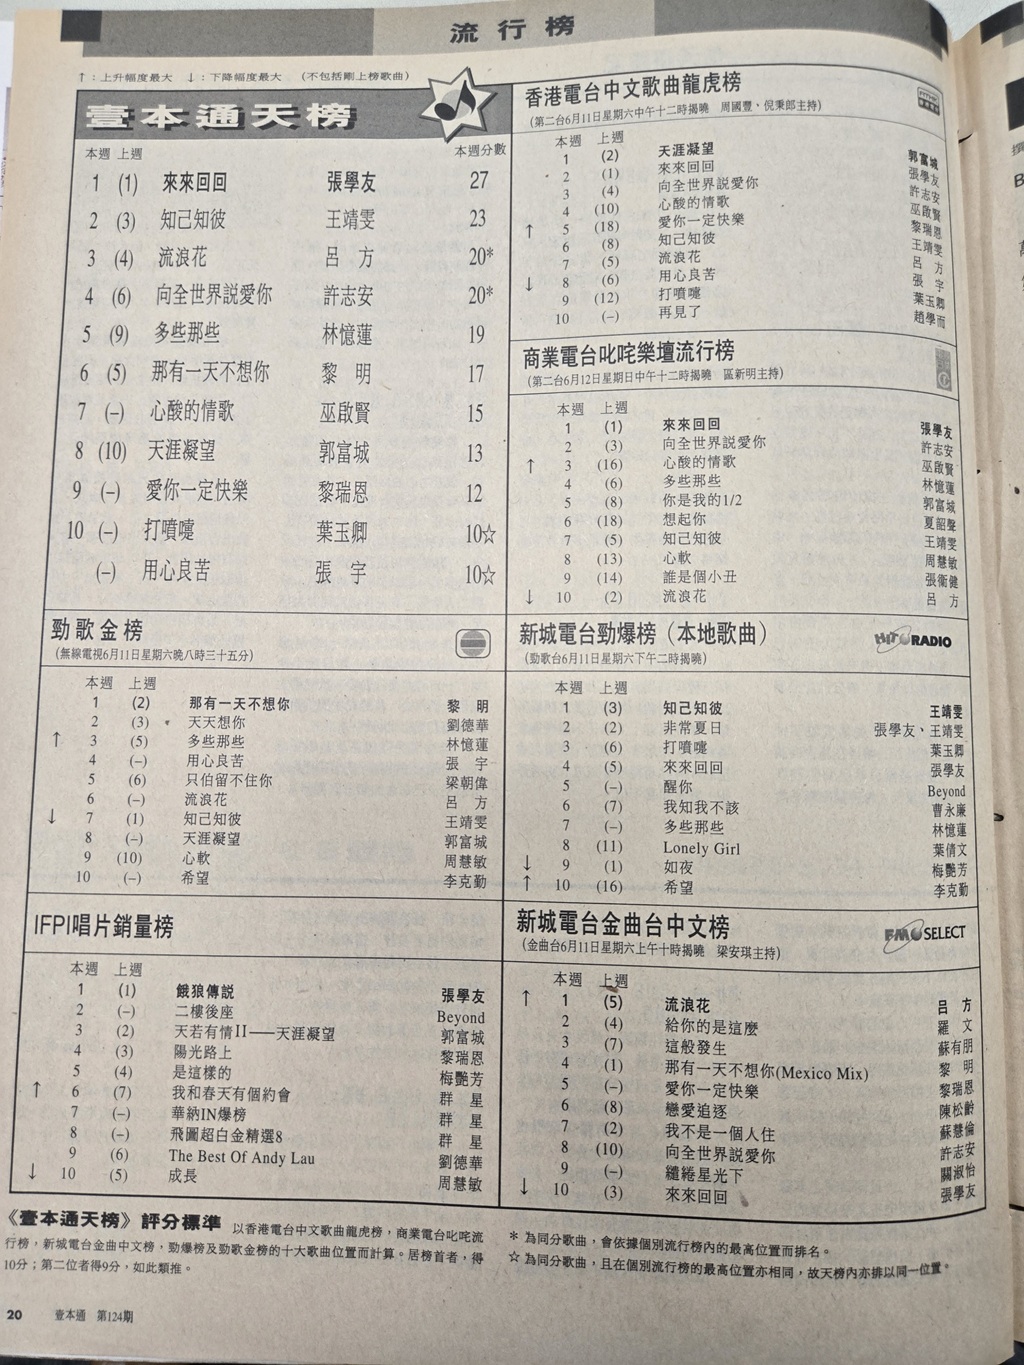 流行榜
↑：上升幅度最大　↓：下降幅度最大　（不包括剛上榜歌曲）
壹本通天榜
本週 上週 本週分數
1 (1) 來來回回 張學友 27
2 (3) 知己知彼 王靖雯 23
3 (4) 流浪花 呂方 20*
4 (6) 向全世界説愛你 許志安 20*
5 (9) 多些那些 林憶蓮 19
6 (5) 那有一天不想你 黎明 17
7 (–) 心酸的情歌 巫啟賢 15
8 (10) 天涯凝望 郭富城 13
9 (–) 愛你一定快樂 黎瑞恩 12
10 (–) 打噴嚏 葉玉卿 10☆
(–) 用心良苦 張宇 10☆
香港電台中文歌曲龍虎榜
（第二台6月11日星期六中午十二時揭曉　周國豐、倪秉郎主持）
本週 上週
1 (2) 天涯凝望 郭富城
2 (1) 來來回回 張學友
3 (4) 向全世界說愛你 許志安
4 (10) 心酸的情歌 巫啟賢
↑ 5 (18) 愛你一定快樂 黎瑞恩
6 (8) 知己知彼 王靖雯
7 (5) 流浪花 呂方
↓ 8 (6) 用心良苦 張宇
9 (12) 打噴嚏 葉玉卿
10 (–) 再見了 趙學而
商業電台叱咤樂壇流行榜
（第二台6月12日星期日中午十二時揭曉　區新明主持）
本週 上週
1 (1) 來來回回 張學友
2 (3) 向全世界説愛你 許志安
↑ 3 (16) 心酸的情歌 巫啟賢
4 (6) 多些那些 林憶蓮
5 (8) 你是我的1/2 郭富城
6 (18) 想起你 夏韶聲
7 (5) 知己知彼 王靖雯
8 (13) 心軟 周慧敏
9 (14) 誰是個小丑 張衛健
↓ 10 (2) 流浪花 呂方
勁歌金榜
（無線電視6月11日星期六晚八時三十五分）
本週 上週
1 (2) 那有一天不想你 黎明
2 (3) 天天想你 劉德華
↑ 3 (5) 多些那些 林憶蓮
4 (–) 用心良苦 張宇
5 (6) 只伯留不住你 梁朝偉
6 (–) 流浪花 呂方
↓ 7 (1) 知己知彼 王靖雯
8 (–) 天涯凝望 郭富城
9 (10) 心軟 周慧敏
10 (–) 希望 李克勤
新城電台勁爆榜（本地歌曲）
HIT RADIO
（勁歌台6月11日星期六下午二時揭曉）
本週 上週
1 (3) 知己知彼 王靖雯
2 (2) 非常夏日 張學友、王靖雯
3 (6) 打噴嚏 葉玉卿
4 (5) 來來回回 張學友
5 (–) 醒你 Beyond
6 (7) 我知我不該 曹永廉
7 (–) 多些那些 林憶蓮
8 (11) Lonely Girl 葉倩文
↓ 9 (1) 如夜 梅艷芳
↑ 10 (16) 希望 李克勤
IFPI唱片銷量榜
本週 上週
1 (1) 餓狼傳説 張學友
2 (–) 二樓後座 Beyond
3 (2) 天若有情II——天涯凝望 郭富城
4 (3) 陽光路上 黎瑞恩
5 (4) 是這樣的 梅艷芳
↑ 6 (7) 我和春天有個約會 群星
7 (–) 華納IN爆榜 群星
8 (–) 飛圖超白金精選8 群星
9 (6) The Best Of Andy Lau 劉德華
↓ 10 (5) 成長 周慧敏
新城電台金曲台中文榜
FM SELECT
（金曲台6月11日星期六上午十時揭曉　梁安琪主持）
本週 上週
↑ 1 (5) 流浪花 呂方
2 (4) 給你的是這麼 羅文
3 (7) 這般發生 蘇有朋
4 (1) 那有一天不想你(Mexico Mix) 黎明
5 (–) 愛你一定快樂 黎瑞恩
6 (8) 戀愛追逐 陳松齡
7 (2) 我不是一個人住 蘇慧倫
8 (10) 向全世界説愛你 許志安
9 (–) 繾綣星光下 關淑怡
↓ 10 (3) 來來回回 張學友
《壹本通天榜》評分標準　以香港電台中文歌曲龍虎榜，商業電台叱咤流
行榜，新城電台金曲中文榜，勁爆榜及勁歌金榜的十大歌曲位置而計算。居榜首者，得
10分；第二位者得9分，如此類推。
＊ 為同分歌曲，會依據個別流行榜內的最高位置而排名。
☆ 為同分歌曲，且在個別流行榜的最高位置亦相同，故天榜內亦排以同一位置。
20　壹本通　第124期